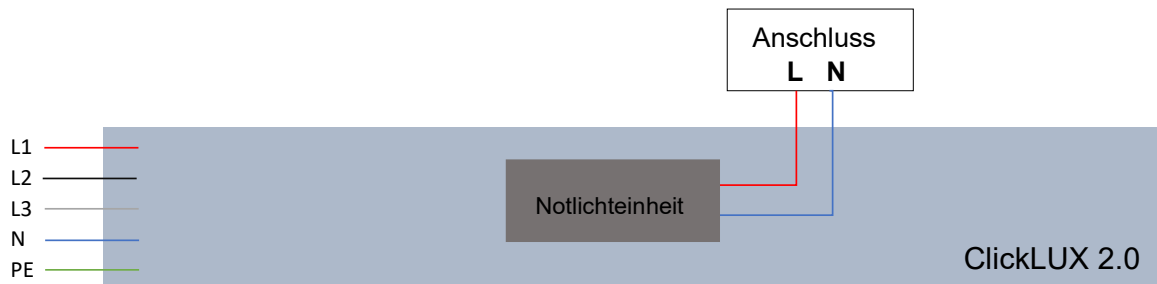 Anschluss
L N
L1
L2
L3
N
PE
Notlichteinheit
ClickLUX 2.0